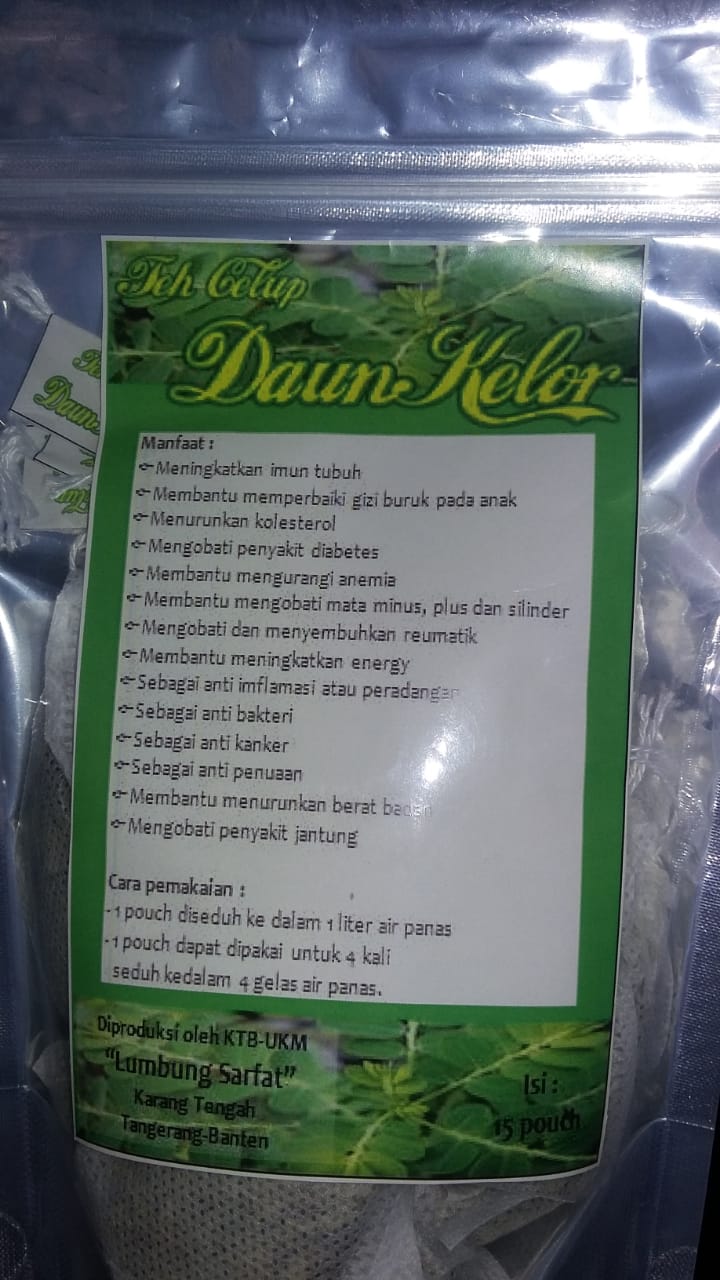 Teh Celup
Daun Kelor
Daun
Manfaat :
Meningkatkan imun tubuh
Membantu memperbaiki gizi buruk pada anak
Menurunkan kolesterol
Mengobati penyakit diabetes
Membantu mengurangi anemia
Membantu mengobati mata minus, plus dan silinder
Mengobati dan menyembuhkan reumatik
Membantu meningkatkan energy
Sebagai anti imflamasi atau peradangan
Sebagai anti bakteri
Sebagai anti kanker
Sebagai anti penuaan
Membantu menurunkan berat badan
Mengobati penyakit jantung
Cara pemakaian :
- 1 pouch diseduh ke dalam 1 liter air panas
- 1 pouch dapat dipakai untuk 4 kali
seduh kedalam 4 gelas air panas.
Diproduksi oleh KTB-UKM
"Lumbung Sarfat"
Karang Tengah
Tangerang-Banten
Isi :
15 pouch